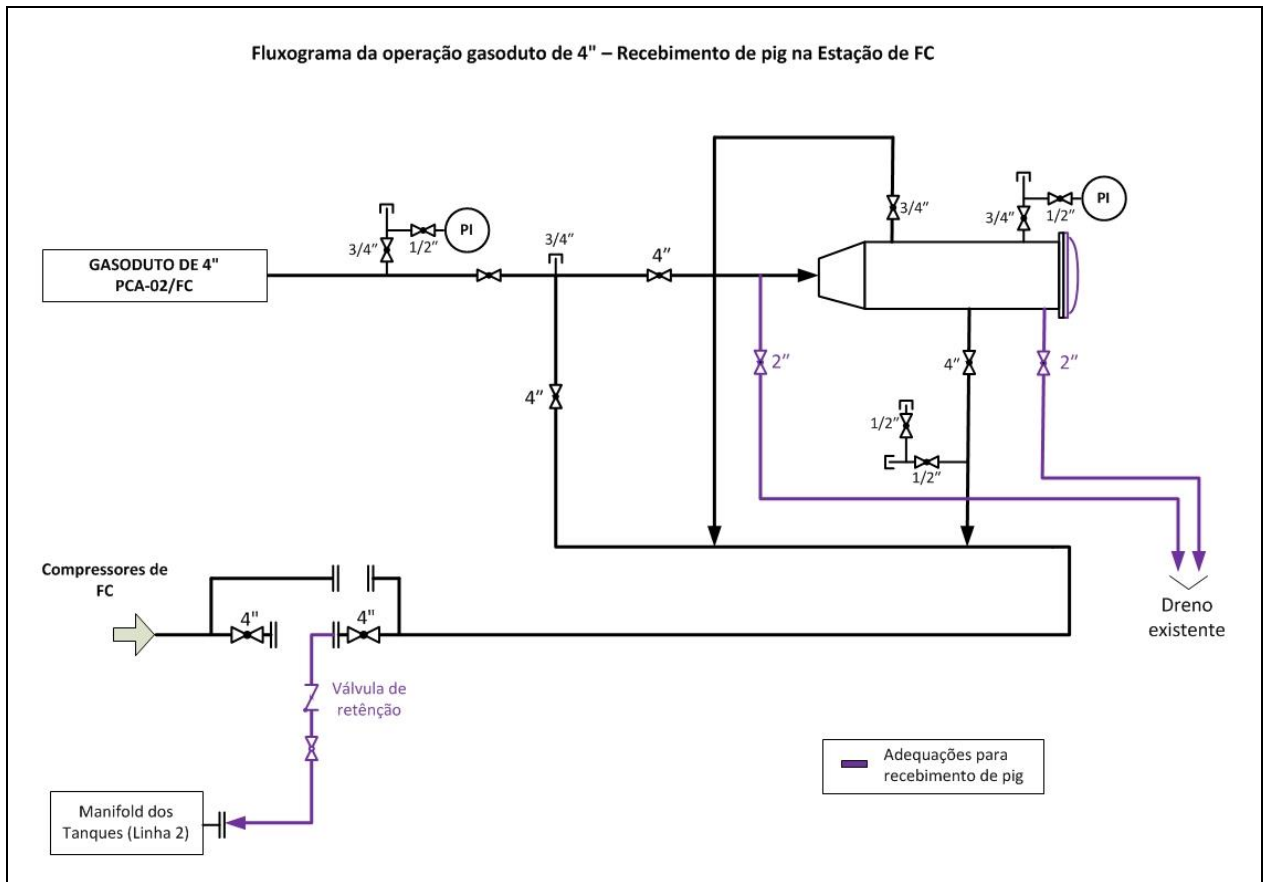 Fluxograma da operação gasoduto de 4" – Recebimento de pig na Estação de FC
3/4"
1/2"
PI
GASODUTO DE 4"
PCA-02/FC
3/4"
4"
3/4"
3/4"
1/2"
PI
4"
2"
4"
2"
1/2"
1/2"
Compressores de
FC
4"
4"
Dreno
existente
Válvula de
retênção
Adequações para
recebimento de pig
Manifold dos
Tanques (Linha 2)